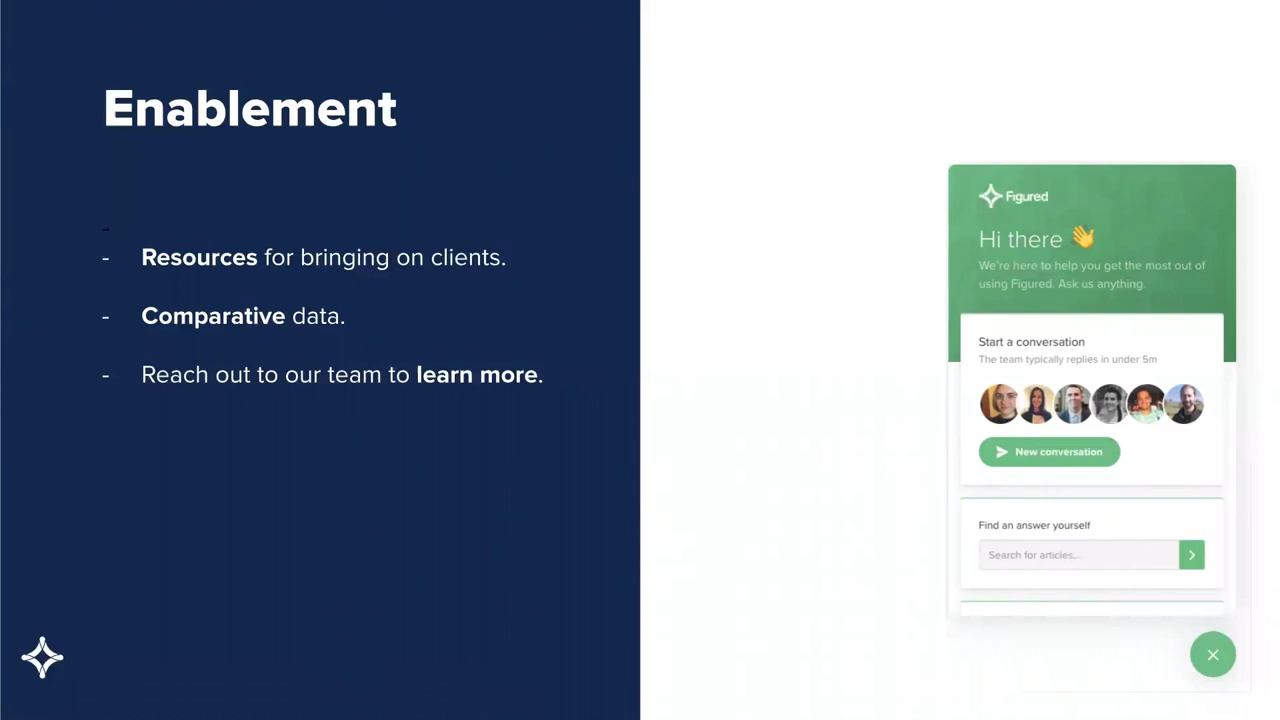 Enablement
-
- Resources for bringing on clients.
- Comparative data.
- Reach out to our team to learn more.
Figured
Hi there 👋
We're here to help you get the most out of
using Figured. Ask us anything.
Start a conversation
The team typically replies in under 5m
New conversation
Find an answer yourself
Search for articles...